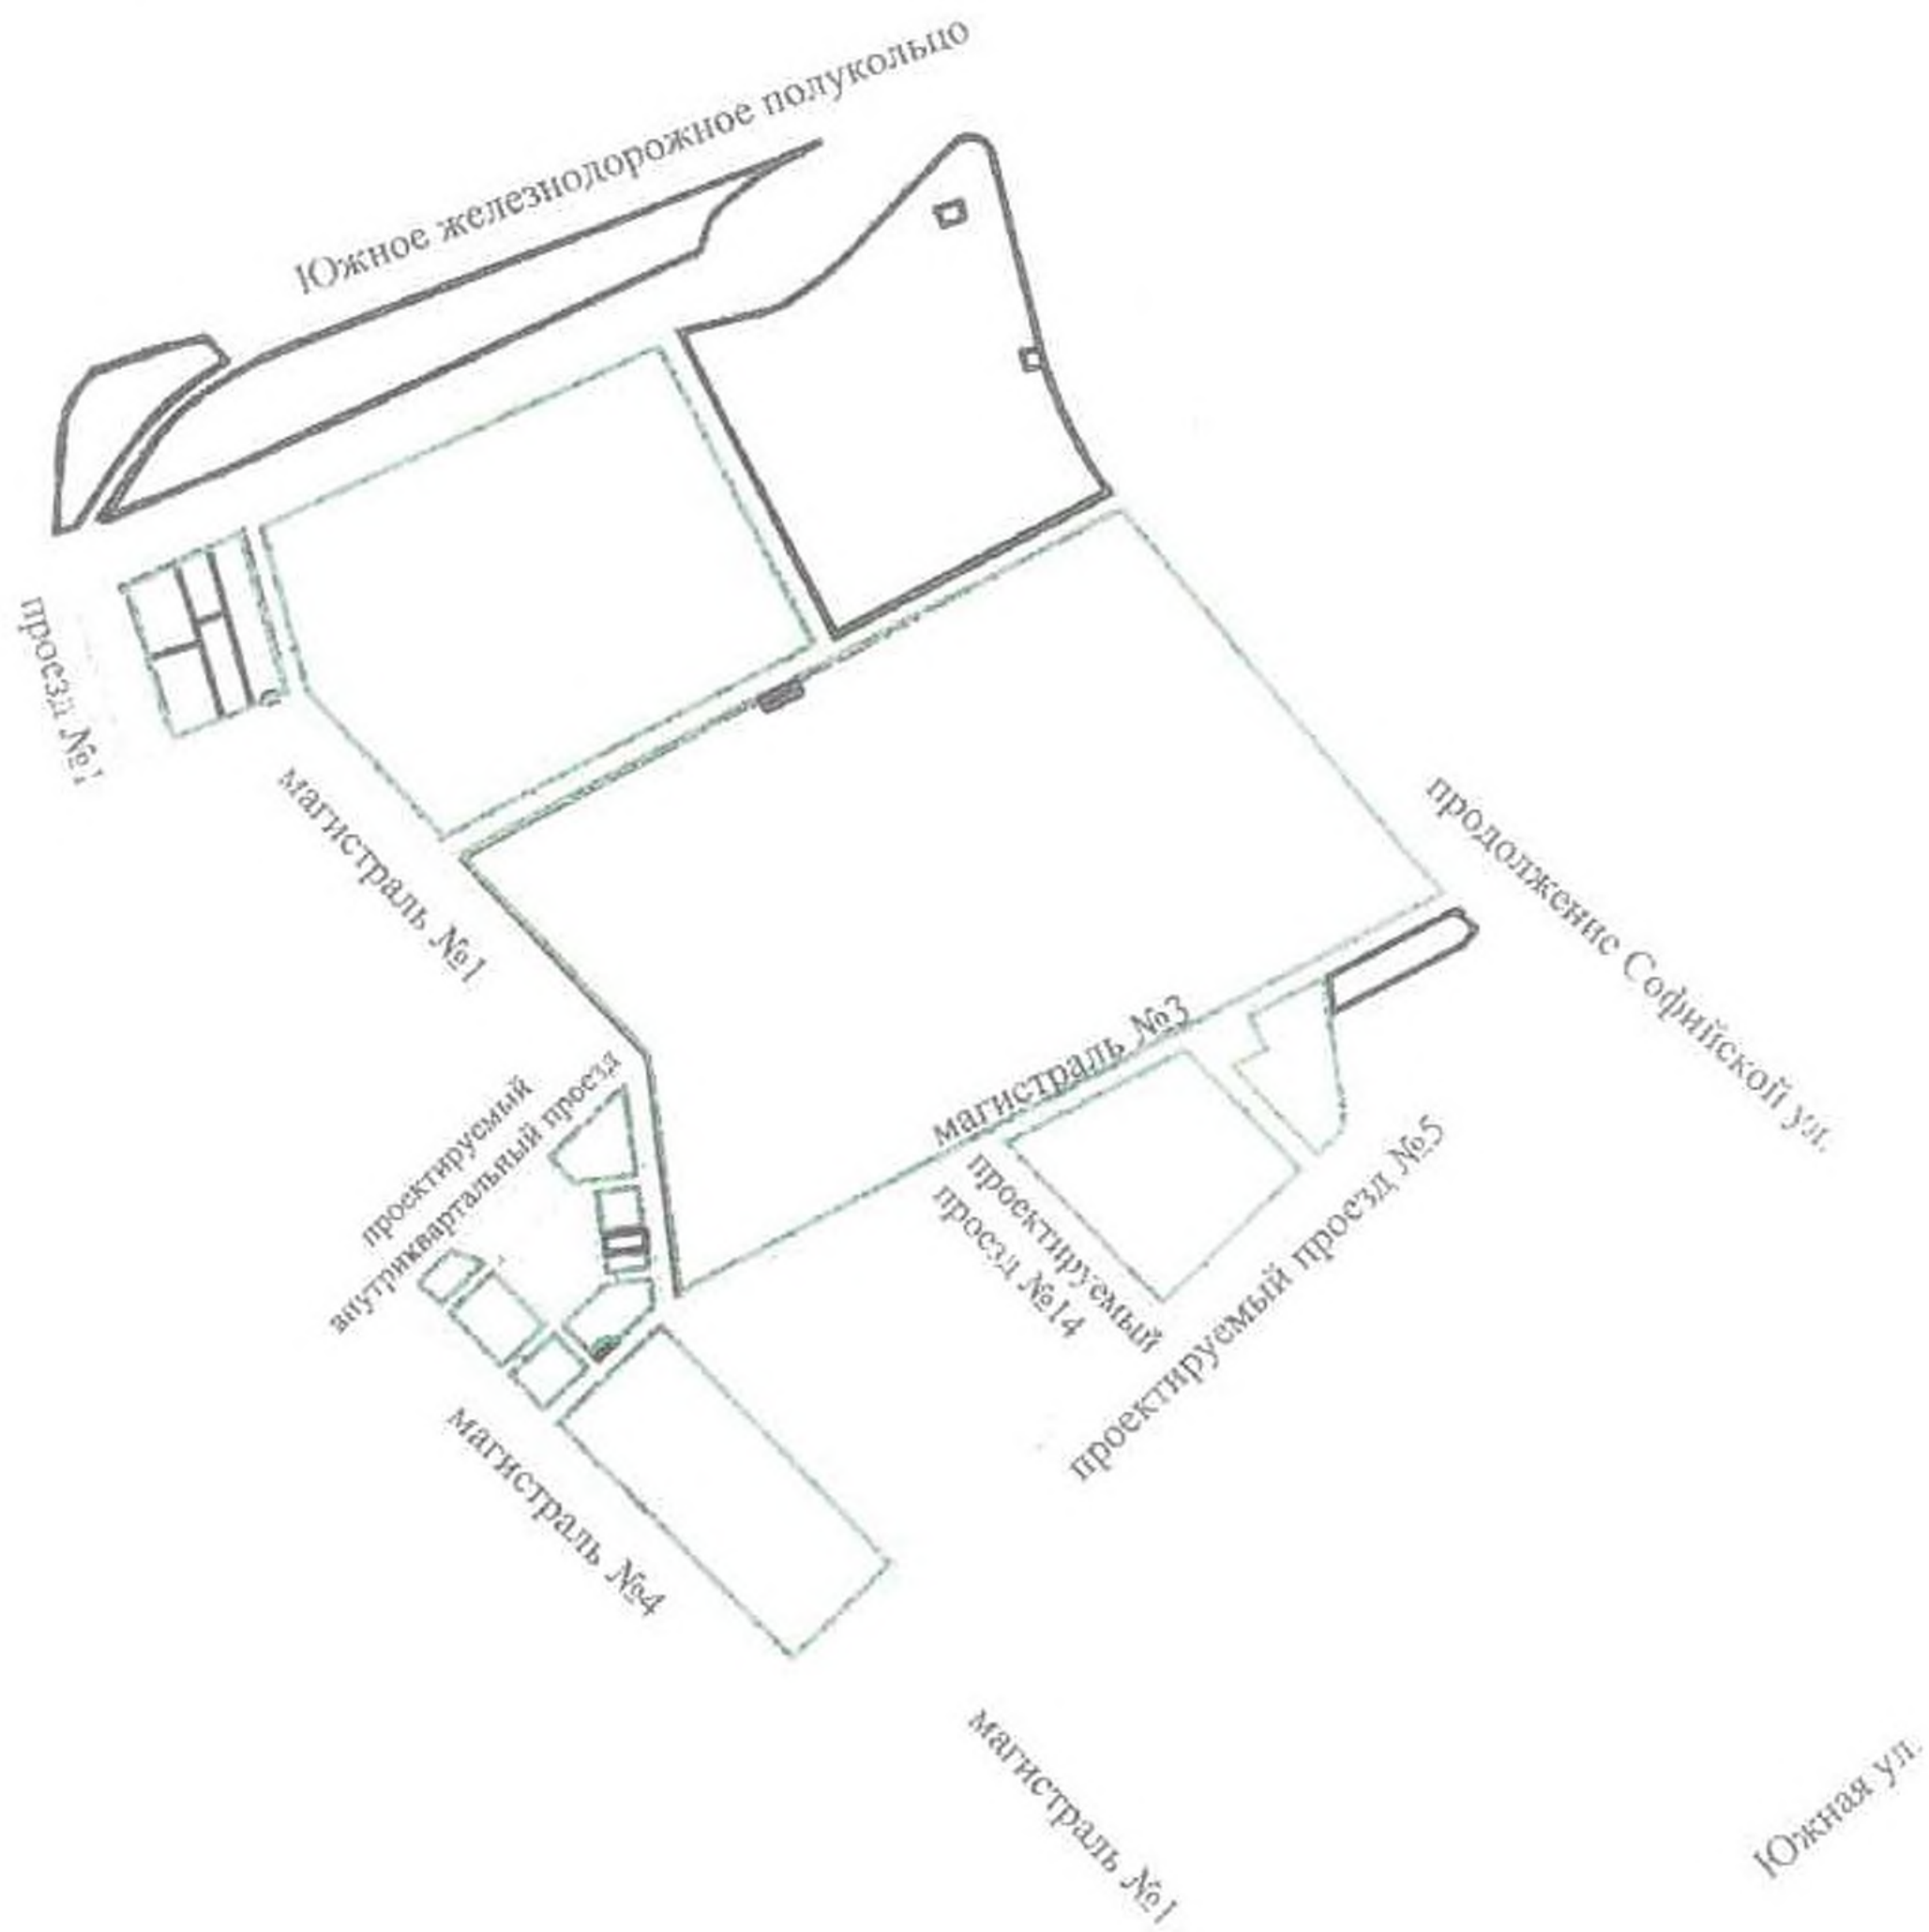 Южное железнодорожное полукольцо
проезд №1
магистраль №1
продолжение Софийской ул.
магистраль №3
проектируемый
внутриквартальный проезд
проектируемый
проезд №14
проектируемый проезд №5
магистраль №4
магистраль №1
Южная ул.